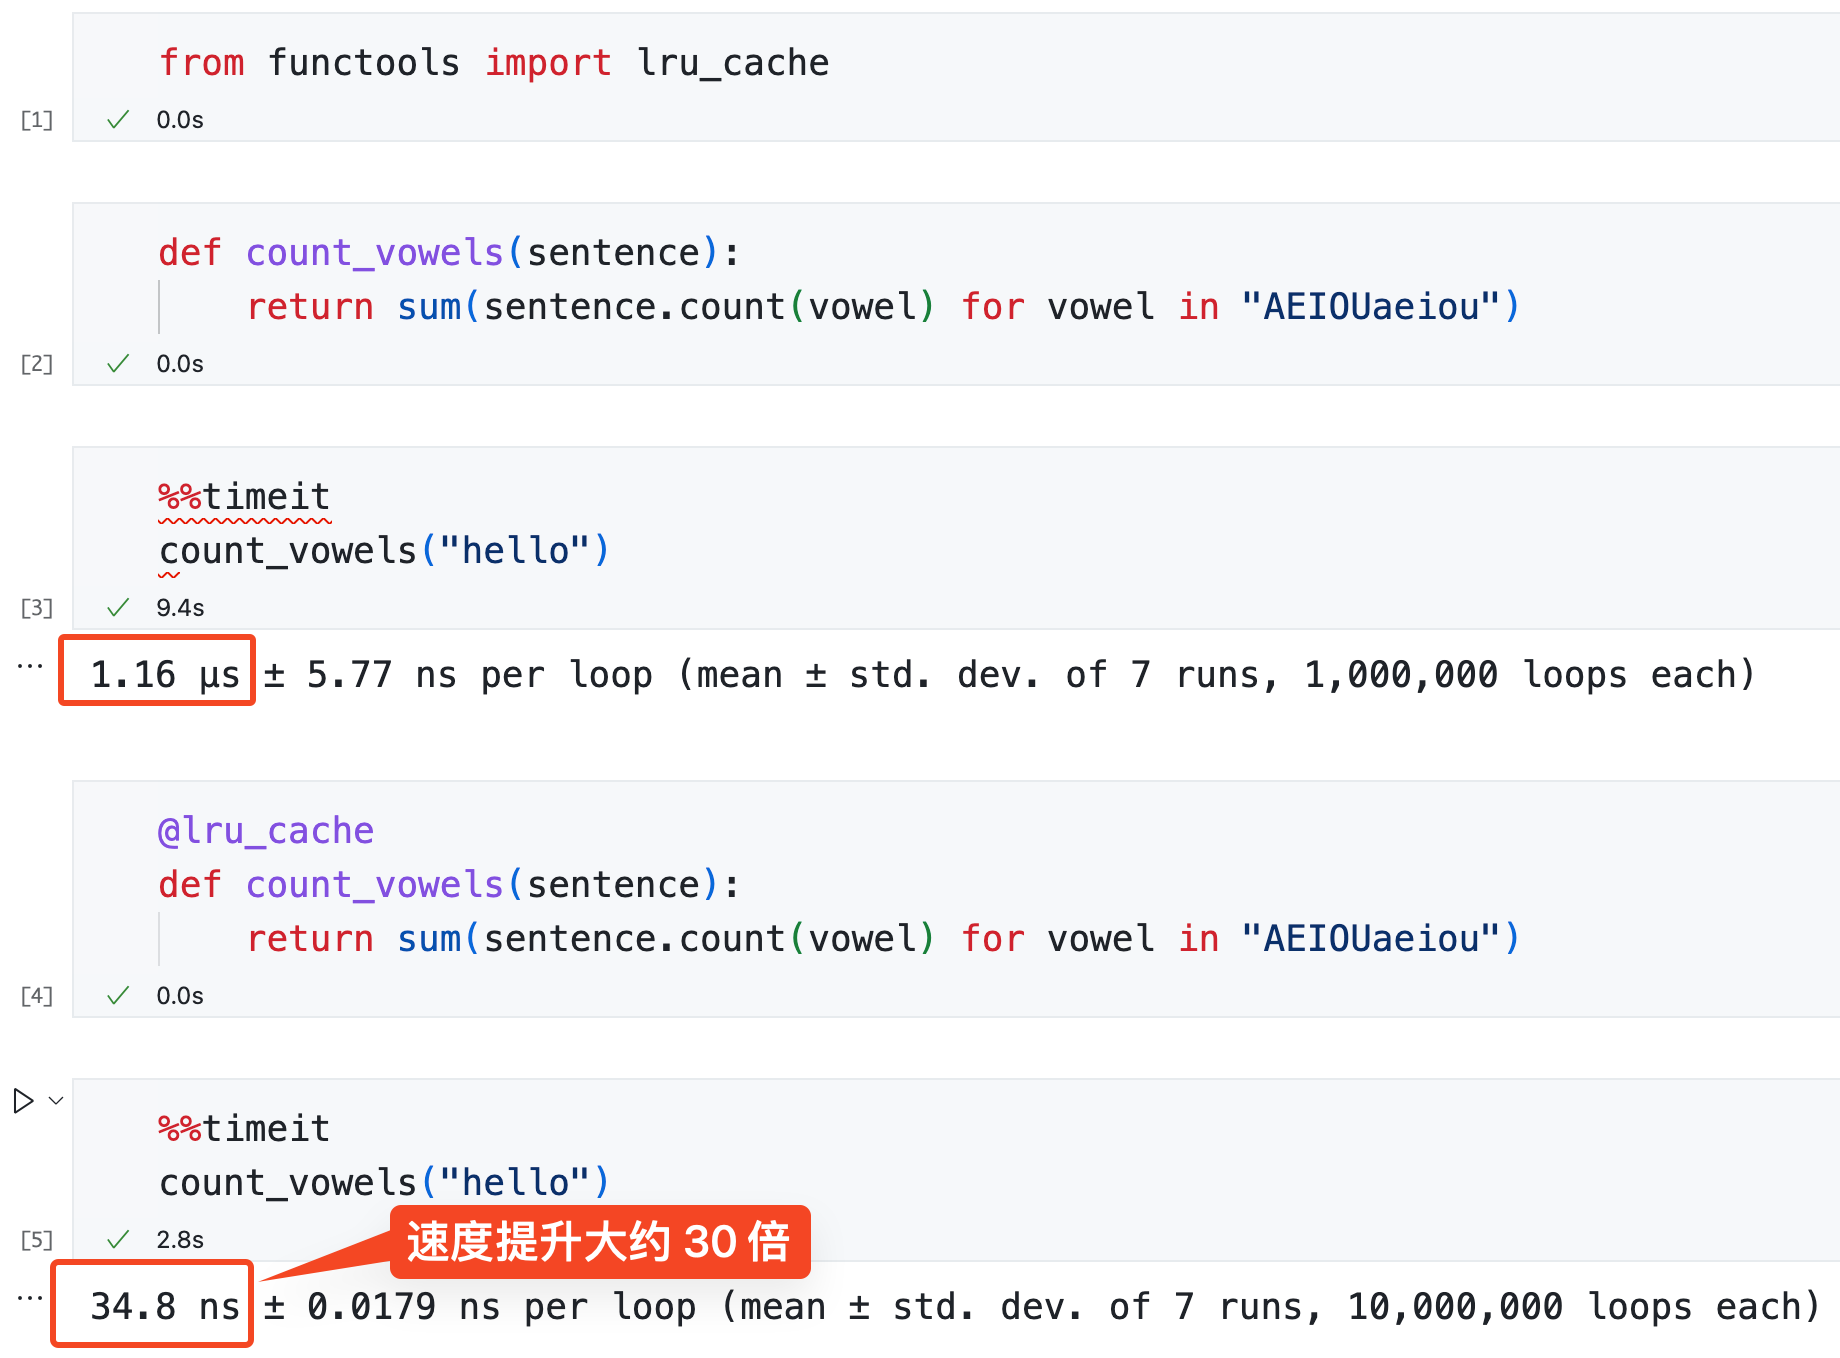 from functools import lru_cache
[1] 0.0s
def count_vowels(sentence):
return sum(sentence.count(vowel) for vowel in "AEIOUaeiou")
[2] 0.0s
%%timeit
count_vowels("hello")
[3] 9.4s
... 1.16 µs ± 5.77 ns per loop (mean ± std. dev. of 7 runs, 1,000,000 loops each)
@lru_cache
def count_vowels(sentence):
return sum(sentence.count(vowel) for vowel in "AEIOUaeiou")
[4] 0.0s
%%timeit
count_vowels("hello")
[5] 2.8s
速度提升大约 30 倍
... 34.8 ns ± 0.0179 ns per loop (mean ± std. dev. of 7 runs, 10,000,000 loops each)